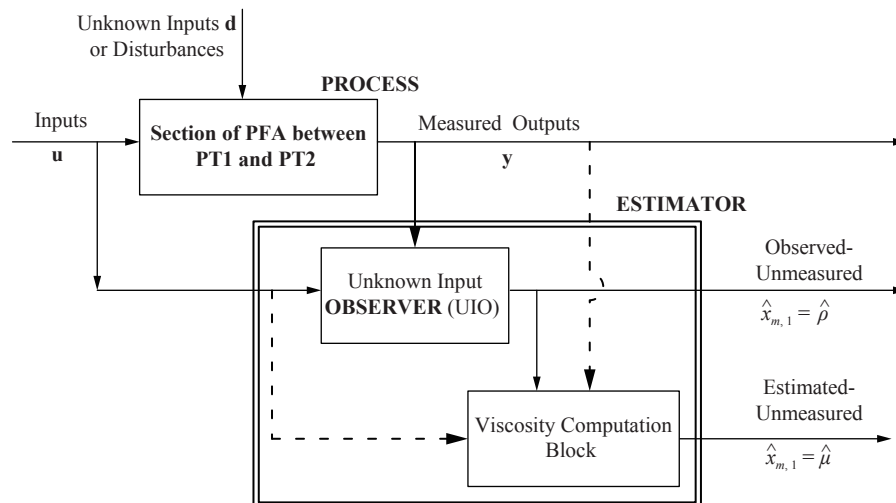 Unknown Inputs d
or Disturbances
PROCESS
Inputs
u
Section of PFA between
PT1 and PT2
Measured Outputs
y
ESTIMATOR
Unknown Input
OBSERVER (UIO)
Observed-
Unmeasured
x̂m, 1 = ρ̂
Viscosity Computation
Block
Estimated-
Unmeasured
x̂m, 1 = μ̂